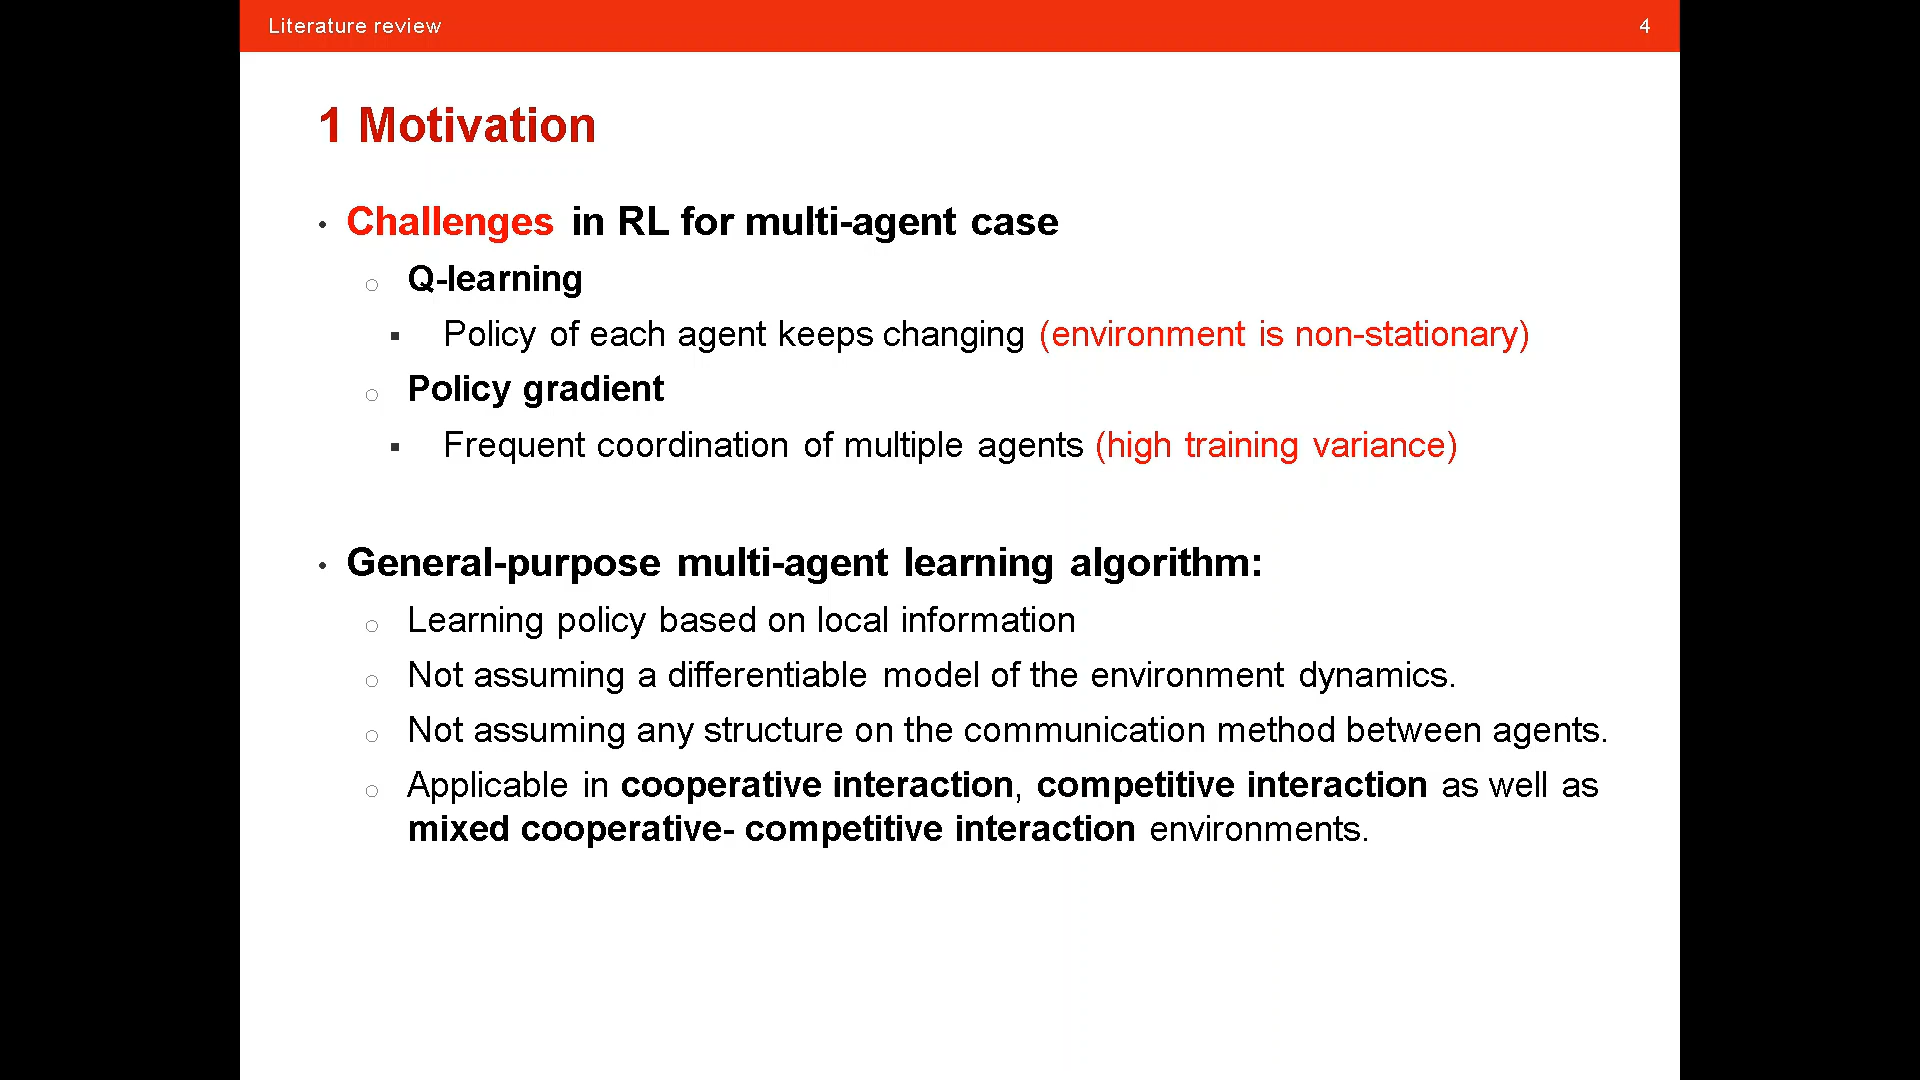 Literature review 4
1 Motivation
• Challenges in RL for multi-agent case
○ Q-learning
▪ Policy of each agent keeps changing (environment is non-stationary)
○ Policy gradient
▪ Frequent coordination of multiple agents (high training variance)
• General-purpose multi-agent learning algorithm:
○ Learning policy based on local information
○ Not assuming a differentiable model of the environment dynamics.
○ Not assuming any structure on the communication method between agents.
○ Applicable in cooperative interaction, competitive interaction as well as
mixed cooperative- competitive interaction environments.